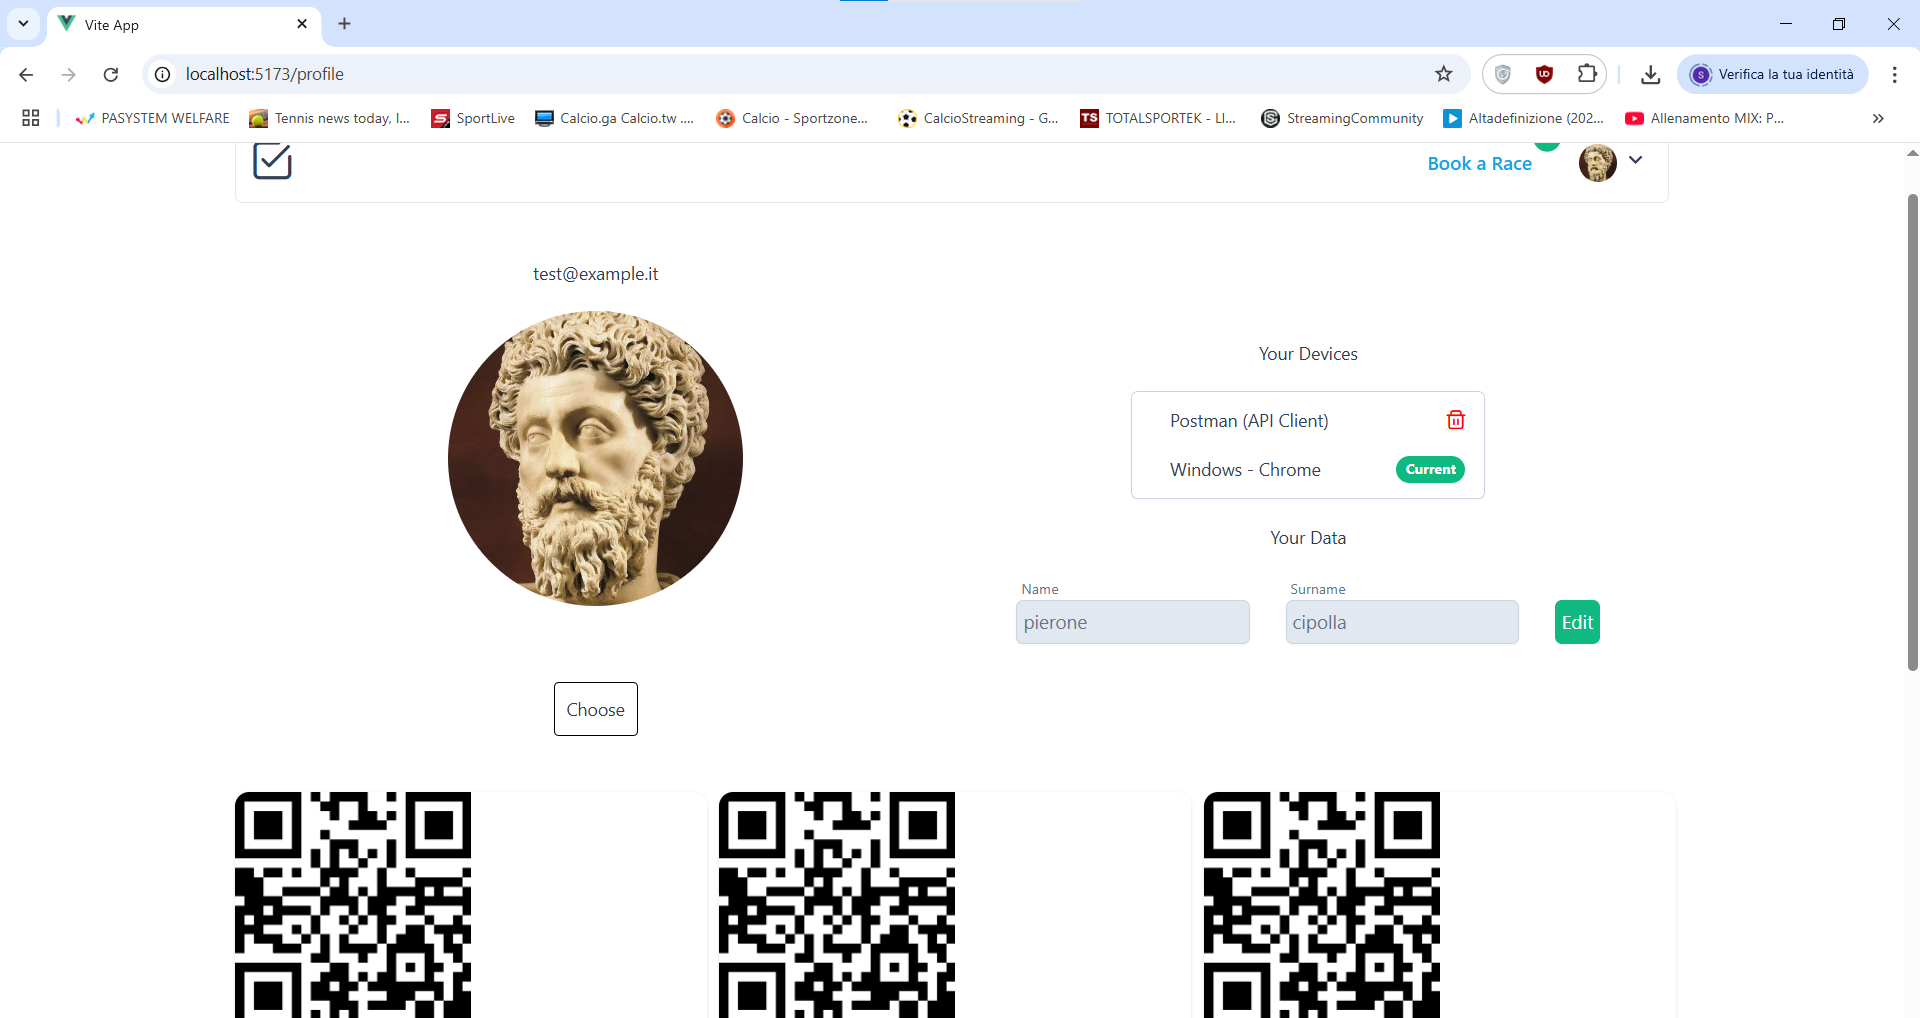 Vite App
localhost:5173/profile
Verifica la tua identità
PASYSTEM WELFARE
Tennis news today, l...
SportLive
Calcio.ga Calcio.tw ....
Calcio - Sportzone...
CalcioStreaming - G...
TS
TOTALSPORTEK - LI...
StreamingCommunity
Altadefinizione (202...
Allenamento MIX: P...
Book a Race
test@example.it
Your Devices
Postman (API Client)
Windows - Chrome
Current
Your Data
Name
Surname
pierone
cipolla
Edit
Choose